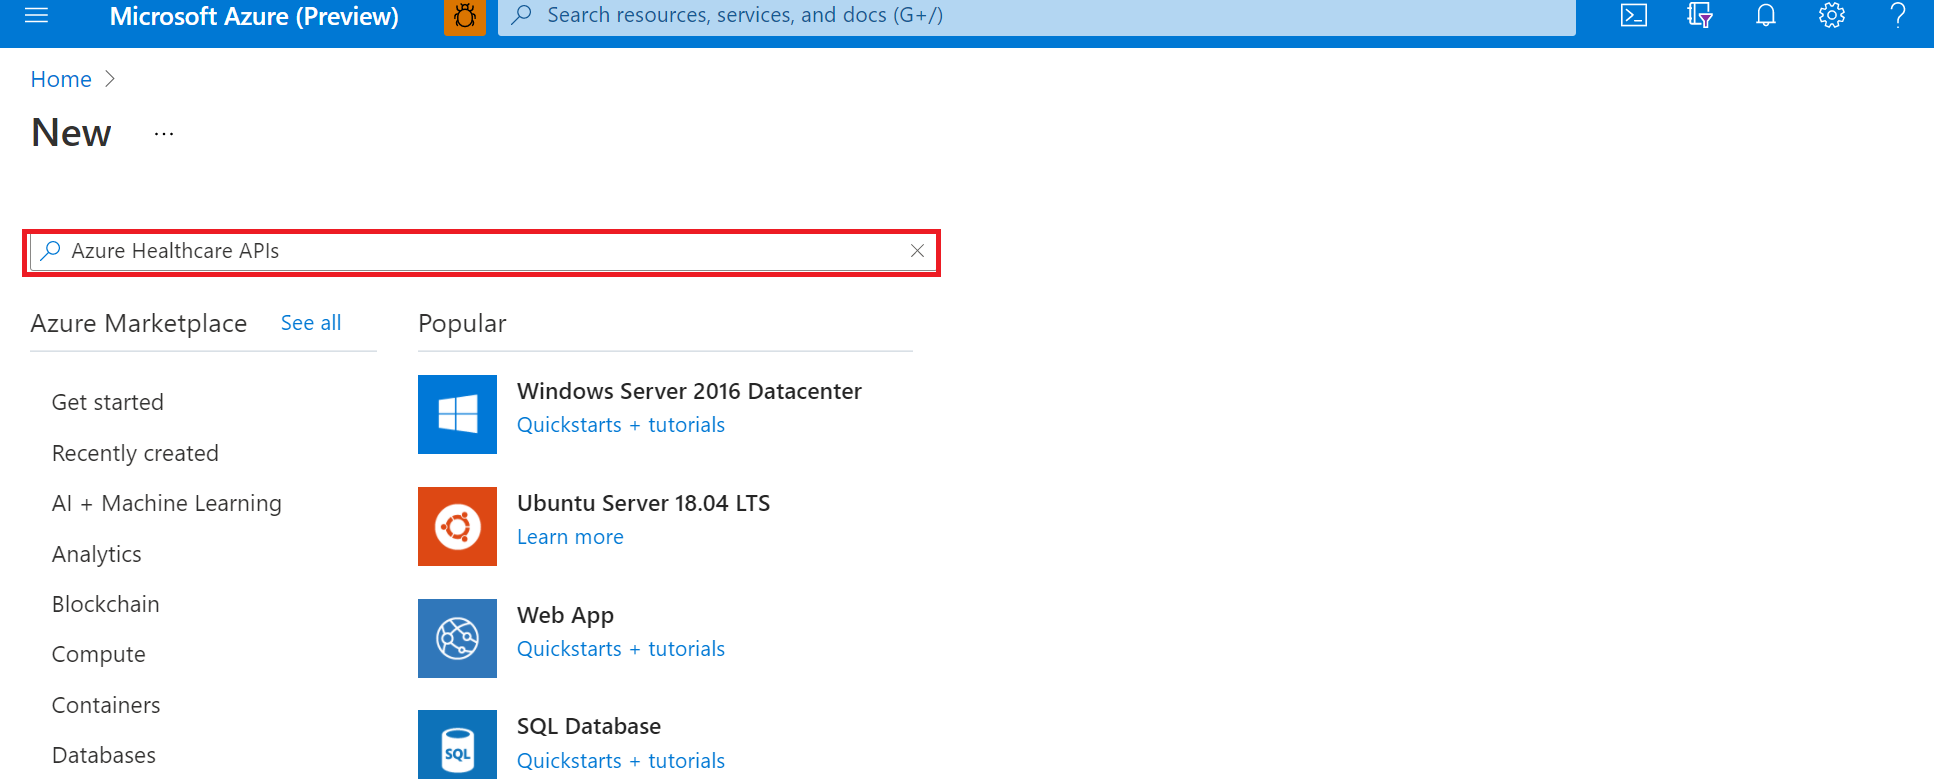 Microsoft Azure (Preview)
Search resources, services, and docs (G+/)
Home
New ...
Azure Healthcare APIs
Azure Marketplace See all
Get started
Recently created
AI + Machine Learning
Analytics
Blockchain
Compute
Containers
Databases
Popular
Windows Server 2016 Datacenter
Quickstarts + tutorials
Ubuntu Server 18.04 LTS
Learn more
Web App
Quickstarts + tutorials
SQL
SQL Database
Quickstarts + tutorials